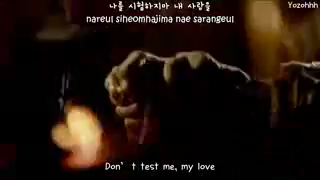 나를 시험하지마 내 사랑을
Yozohhh
nareul siheomhajima nae sarangeul
Don't test me, my love